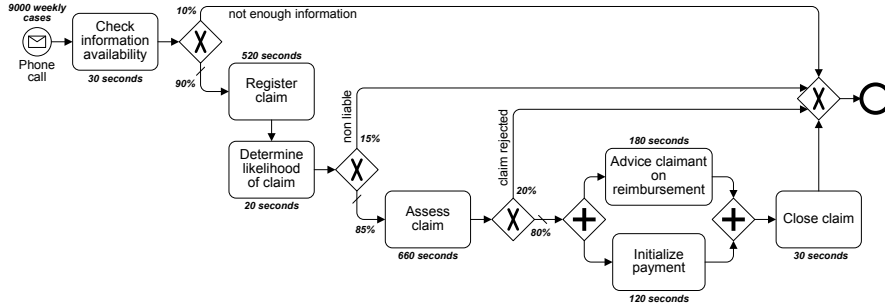 9000 weekly
cases
Phone
call
Check
information
availability
30 seconds
10%
not enough information
90%
520 seconds
Register
claim
Determine
likelihood
of claim
20 seconds
non liable
15%
85%
Assess
claim
660 seconds
claim rejected
20%
80%
180 seconds
Advice claimant
on
reimbursement
Initialize
payment
120 seconds
Close claim
30 seconds